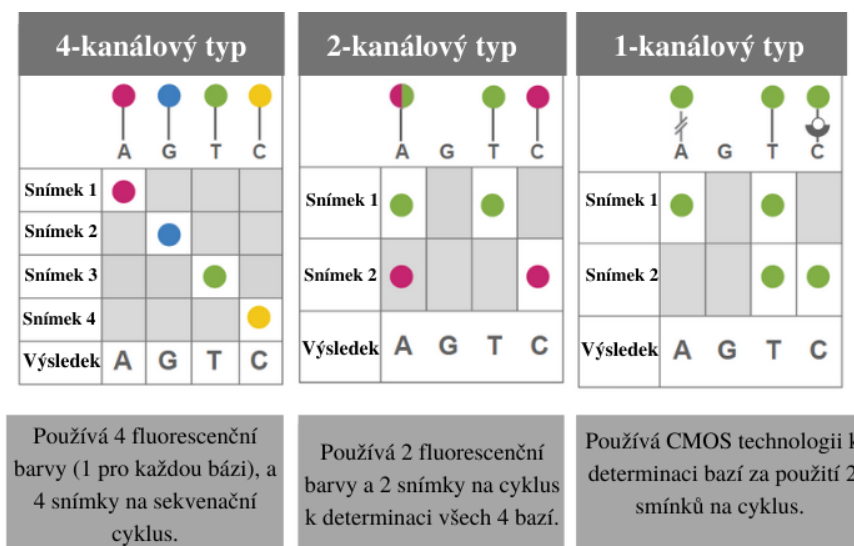 4-kanálový typ
A G T C
Snímek 1
Snímek 2
Snímek 3
Snímek 4
Výsledek A G T C
Používá 4 fluorescenční
barvy (1 pro každou bázi), a
4 snímky na sekvenační
cyklus.
2-kanálový typ
A G T C
Snímek 1
Snímek 2
Výsledek A G T C
Používá 2 fluorescenční
barvy a 2 snímky na cyklus
k determinaci všech 4 bazí.
1-kanálový typ
A G T C
Snímek 1
Snímek 2
Výsledek A G T C
Používá CMOS technologii k
determinaci bazí za použití 2
smínků na cyklus.